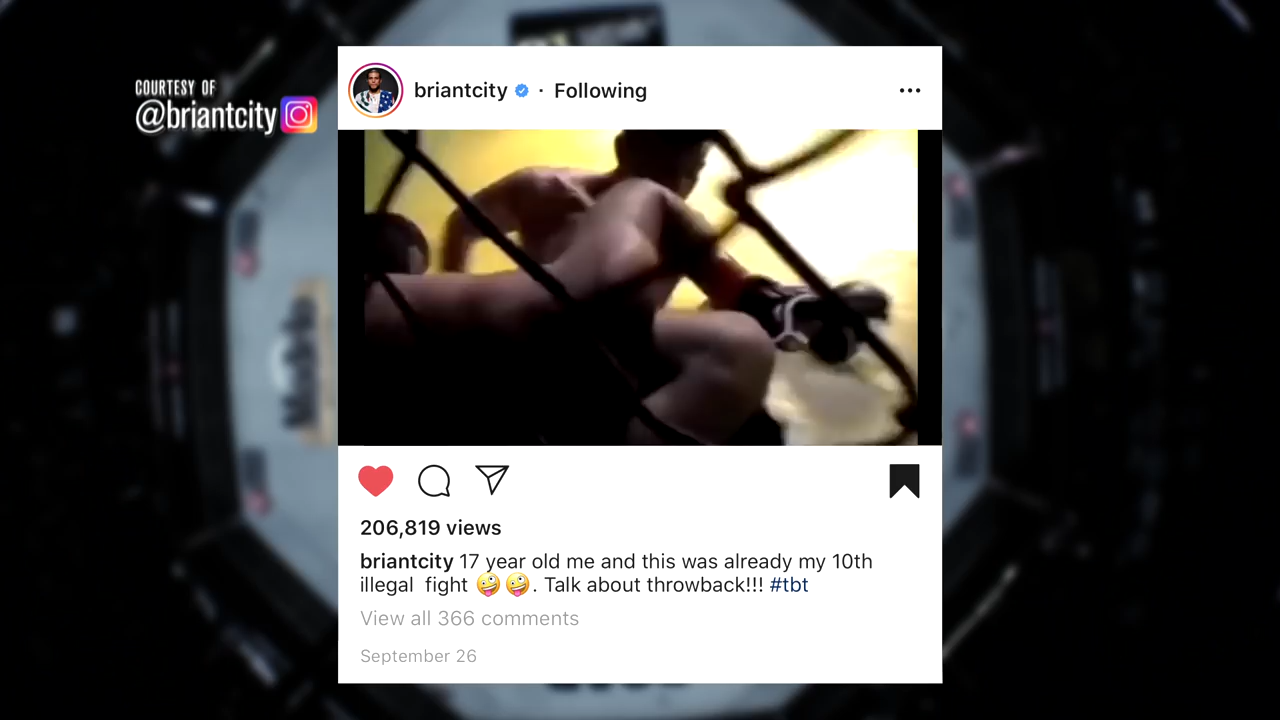 COURTESY OF
@briantcity
briantcity · Following
206,819 views
briantcity 17 year old me and this was already my 10th
illegal fight 🤪🤪. Talk about throwback!!! #tbt
View all 366 comments
September 26